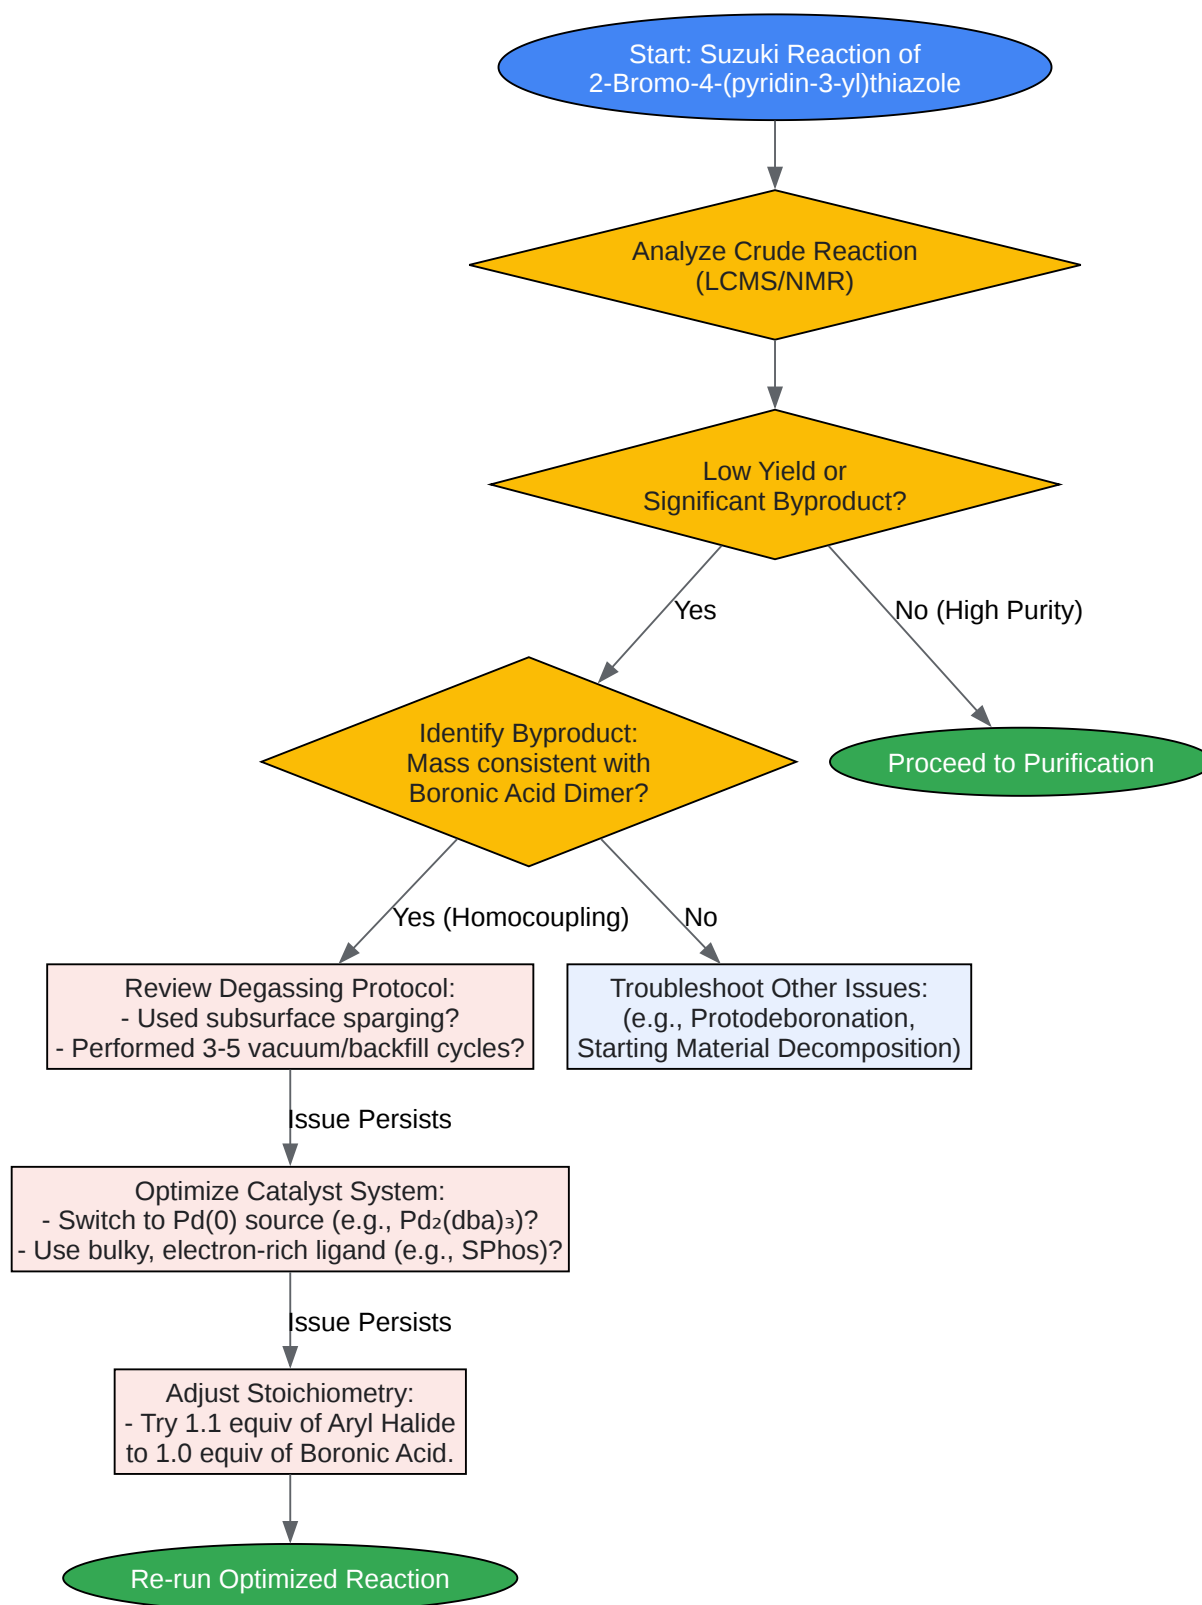 Start: Suzuki Reaction of
2-Bromo-4-(pyridin-3-yl)thiazole
Analyze Crude Reaction
(LCMS/NMR)
Low Yield or
Significant Byproduct?
Yes
No (High Purity)
Identify Byproduct:
Mass consistent with
Boronic Acid Dimer?
Proceed to Purification
Yes (Homocoupling)
No
Review Degassing Protocol:
- Used subsurface sparging?
- Performed 3-5 vacuum/backfill cycles?
Troubleshoot Other Issues:
(e.g., Protodeboronation,
Starting Material Decomposition)
Issue Persists
Optimize Catalyst System:
- Switch to Pd(0) source (e.g., Pd₂(dba)₃)?
- Use bulky, electron-rich ligand (e.g., SPhos)?
Issue Persists
Adjust Stoichiometry:
- Try 1.1 equiv of Aryl Halide
to 1.0 equiv of Boronic Acid.
Re-run Optimized Reaction